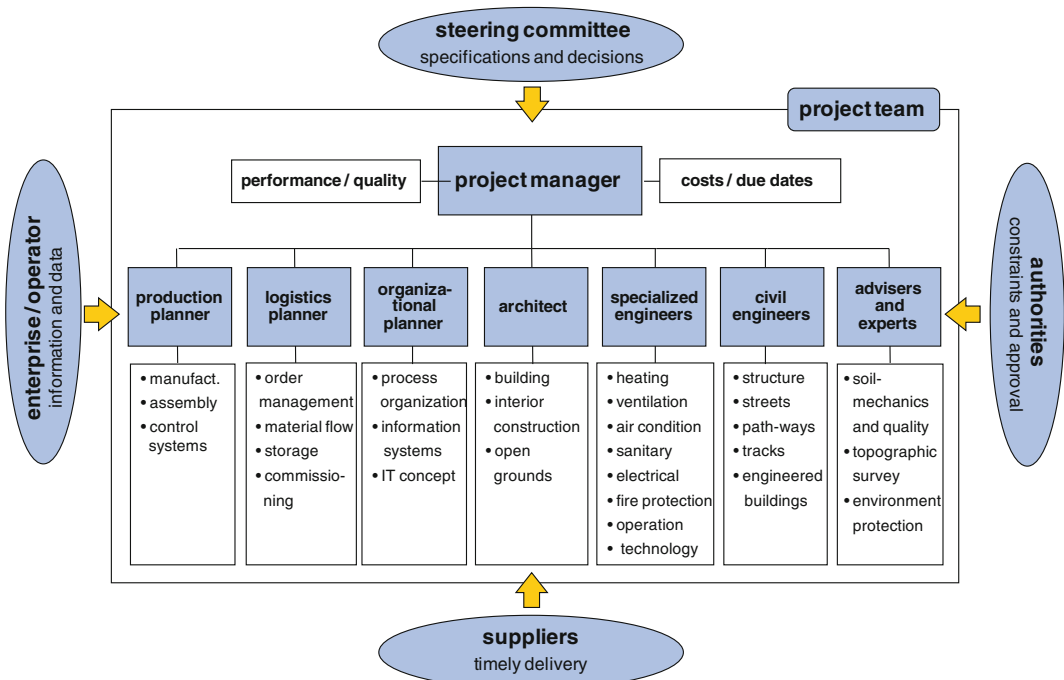 steering committee
specifications and decisions
project team
performance / quality
project manager
costs / due dates
enterprise / operator
information and data
authorities
constraints and approval
production
planner
logistics
planner
organiza-
tional
planner
architect
specialized
engineers
civil
engineers
advisers
and
experts
• manufact.
• assembly
• control
systems
• order
management
• material flow
• storage
• commissio-
ning
• process
organization
• information
systems
• IT concept
• building
• interior
construction
• open
grounds
• heating
• ventilation
• air condition
• sanitary
• electrical
• fire protection
• operation
• technology
• structure
• streets
• path-ways
• tracks
• engineered
buildings
• soil-
mechanics
and quality
• topographic
survey
• environment
protection
suppliers
timely delivery